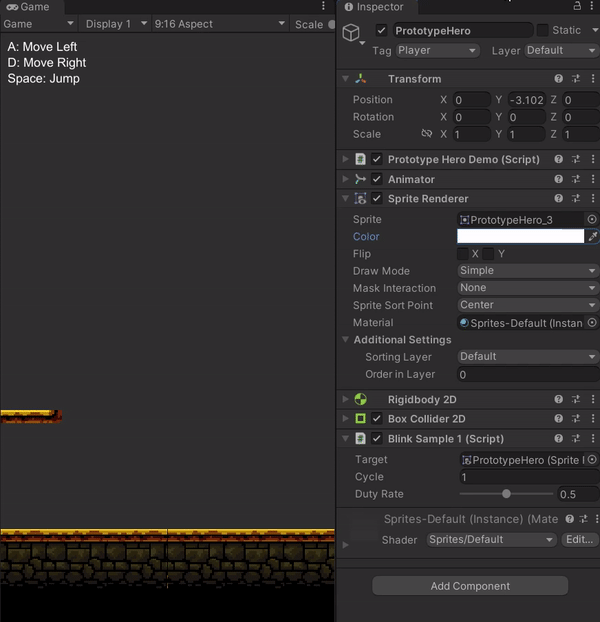 Game
Game Display 1 9:16 Aspect Scale
A: Move Left
D: Move Right
Space: Jump
Inspector
PrototypeHero Static
Tag Player Layer Default
Transform
Position X 0 Y -3.102 Z 0
Rotation X 0 Y 0 Z 0
Scale X 1 Y 1 Z 1
Prototype Hero Demo (Script)
Animator
Sprite Renderer
Sprite PrototypeHero_3
Color
Flip X Y
Draw Mode Simple
Mask Interaction None
Sprite Sort Point Center
Material Sprites-Default (Instan
Additional Settings
Sorting Layer Default
Order in Layer 0
Rigidbody 2D
Box Collider 2D
Blink Sample 1 (Script)
Target PrototypeHero (Sprite
Cycle 1
Duty Rate 0.5
Sprites-Default (Instance) (Mate
Shader Sprites/Default Edit...
Add Component